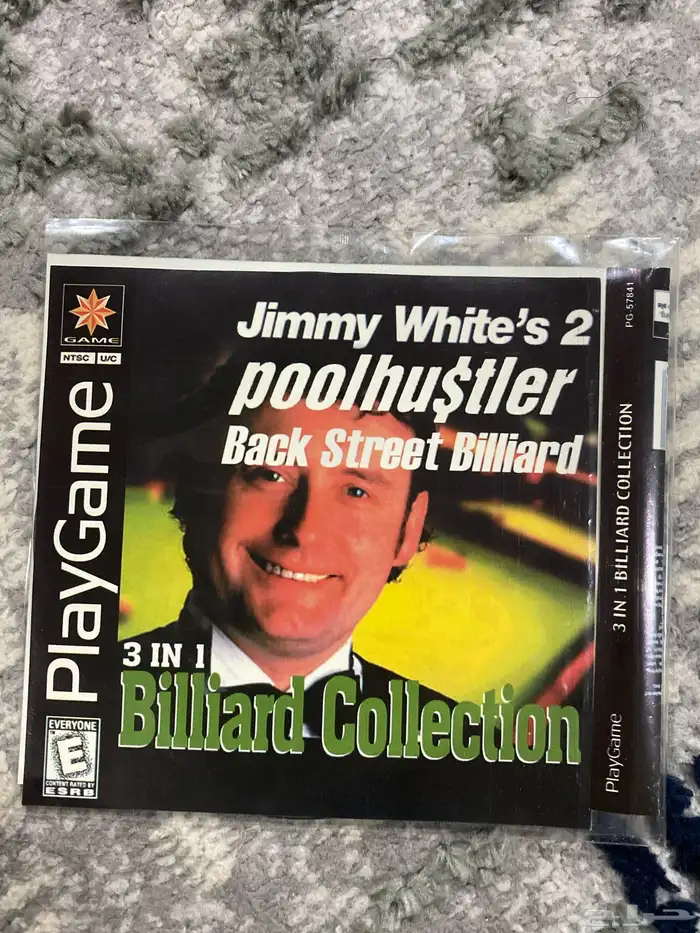 GAME
NTSC U/C
PlayGame
Jimmy White's 2
poolhu$tler
Back Street Billiard
3 IN 1
Billiard Collection
EVERYONE
E
CONTENT RATED BY
ESRB
PG-57841
3 IN.1 BILLIARD COLLECTION
PlayGame
حراج